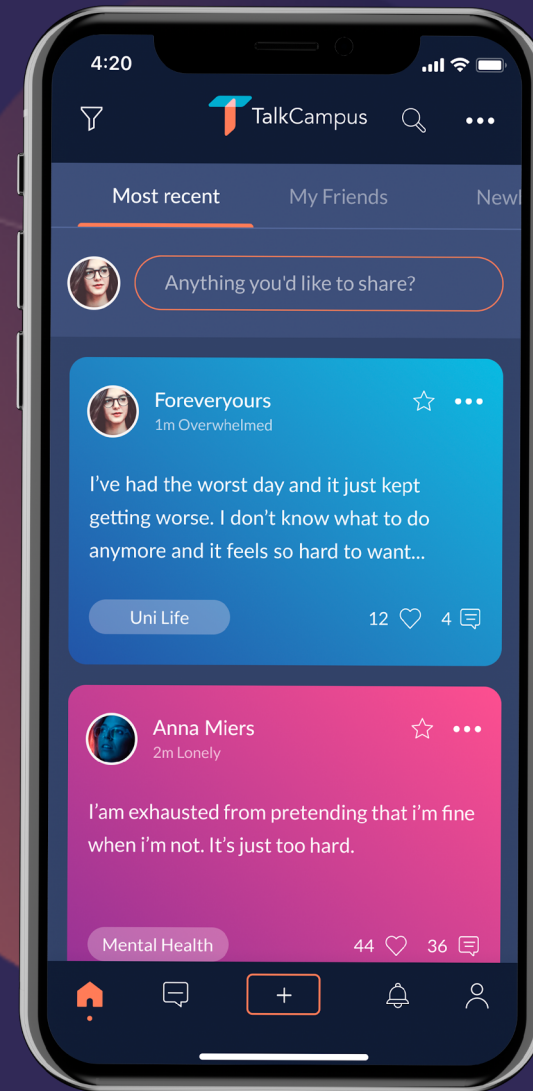 4:20
TalkCampus
Most recent
My Friends
Anything you'd like to share?
Foreveryours
1m Overwhelmed
I've had the worst day and it just kept
getting worse. I don't know what to do
anymore and it feels so hard to want...
Uni Life
12
4
Anna Miers
2m Lonely
I'am exhausted from pretending that i'm fine
when i'm not. It's just too hard.
Mental Health
44
36